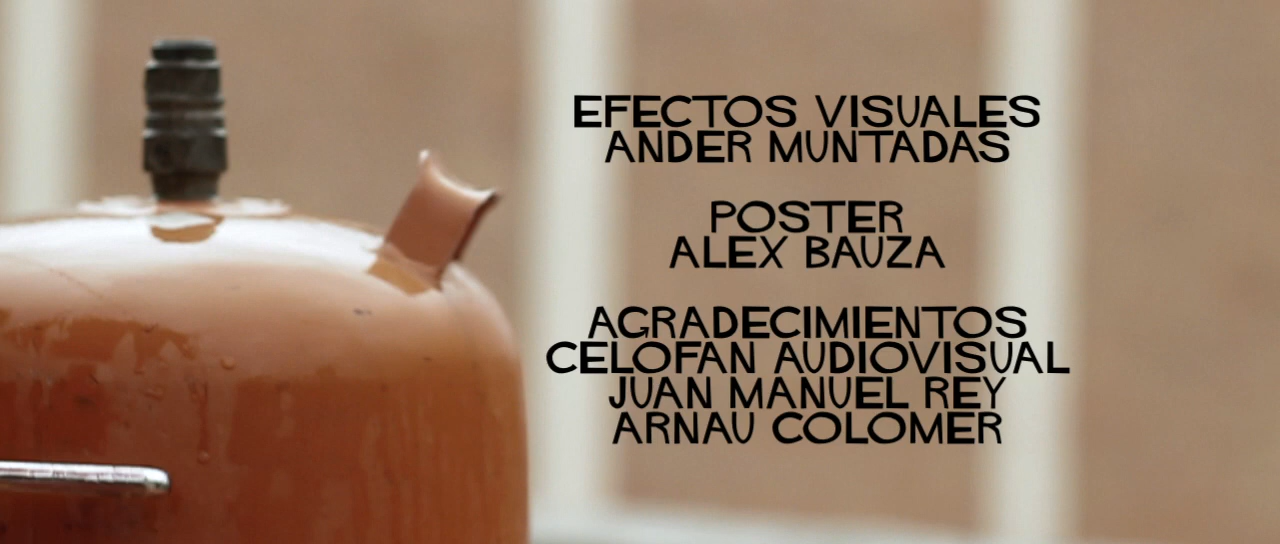 EFECTOS VISUALES
ANDER MUNTADAS
POSTER
ALEX BAUZA
AGRADECIMIENTOS
CELOFAN AUDIOVISUAL
JUAN MANUEL REY
ARNAU COLOMER